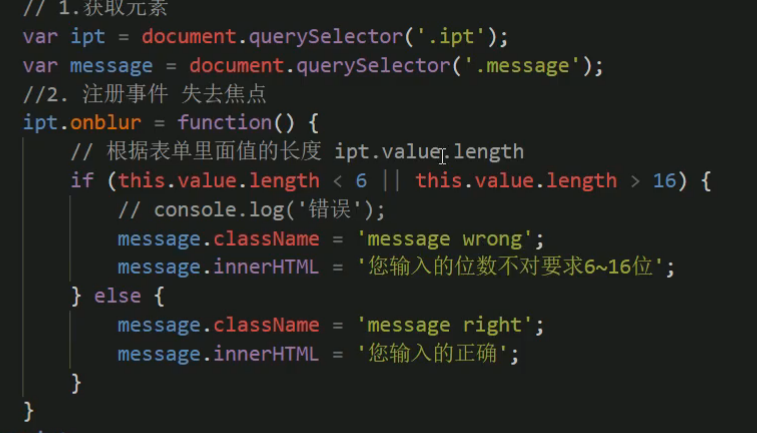 // 1.获取元素
var ipt = document.querySelector('.ipt');
var message = document.querySelector('.message');
//2. 注册事件 失去焦点
ipt.onblur = function() {
// 根据表单里面值的长度 ipt.value.length
if (this.value.length < 6 || this.value.length > 16) {
// console.log('错误');
message.className = 'message wrong';
message.innerHTML = '您输入的位数不对要求6~16位';
} else {
message.className = 'message right';
message.innerHTML = '您输入的正确';
}
}